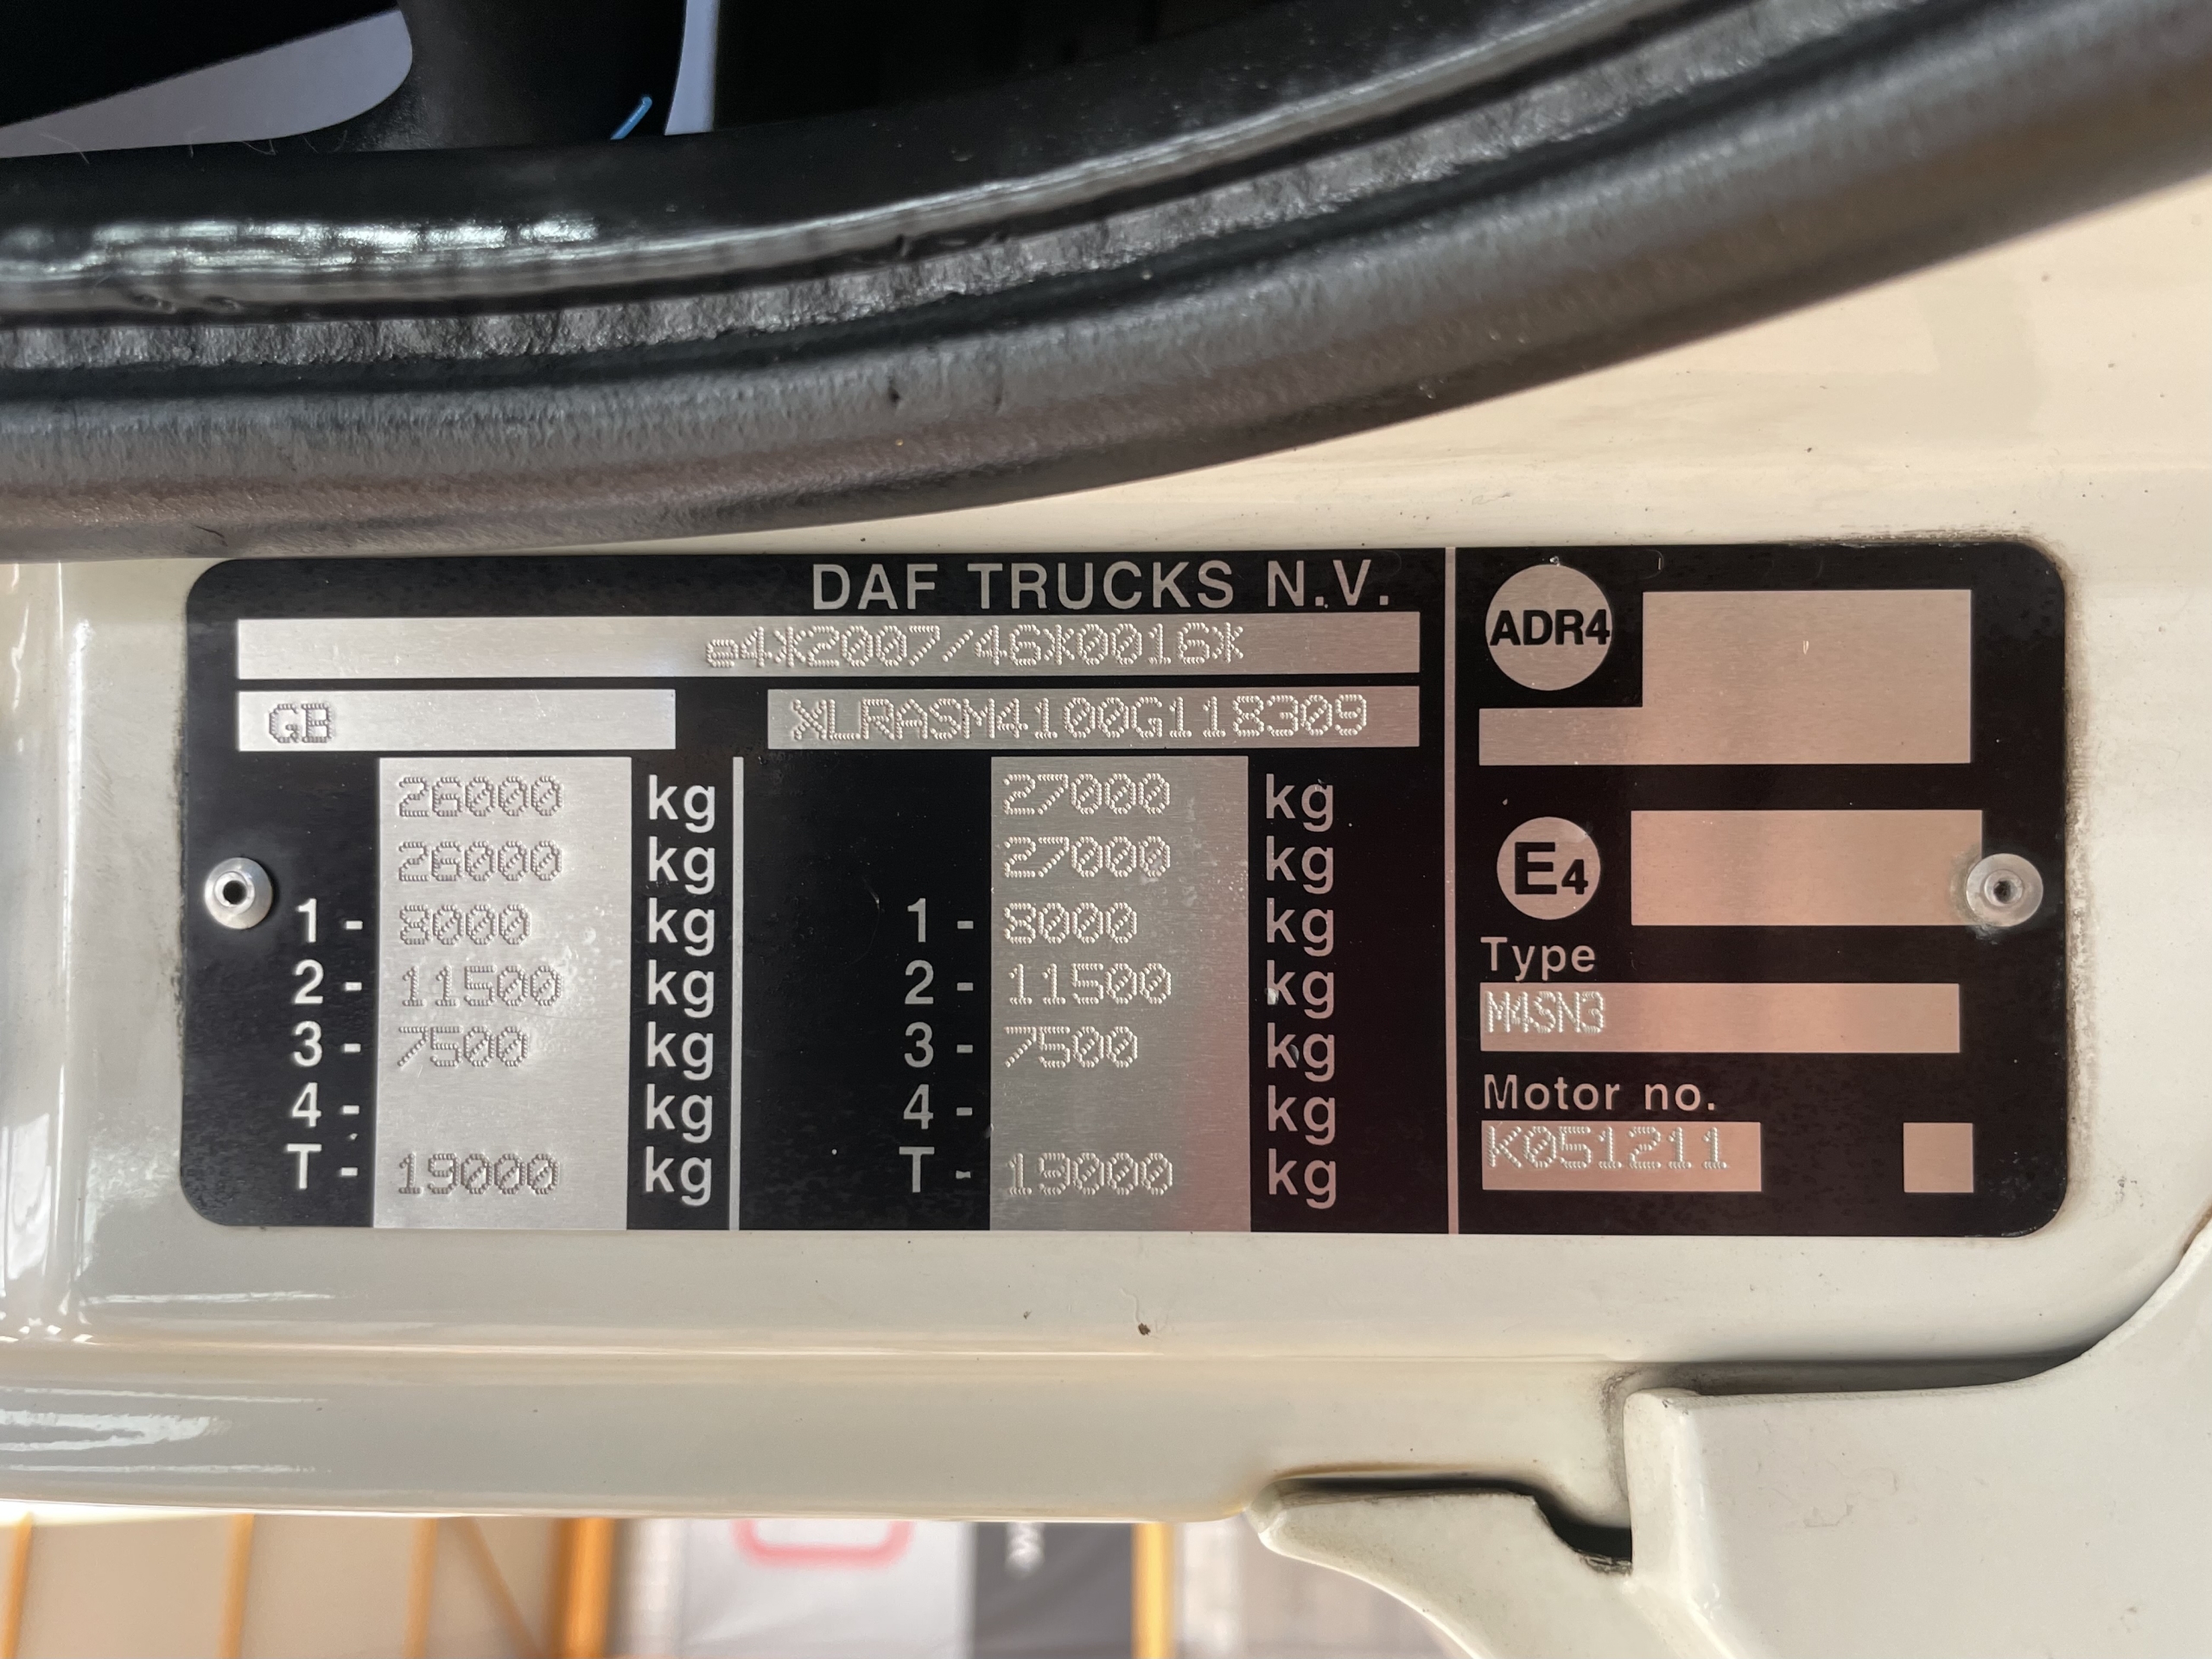 DAF TRUCKS N.V.
e4*2007/46*0016*
GB XLRASM4100G118309
26000 kg 27000 kg
26000 kg 27000 kg
1 - 8000 kg 1 - 8000 kg
2 - 11500 kg 2 - 11500 kg
3 - 7500 kg 3 - 7500 kg
4 - kg 4 - kg
T - 19000 kg T - 19000 kg
ADR4
E4
Type
M4SN3
Motor no.
K051211